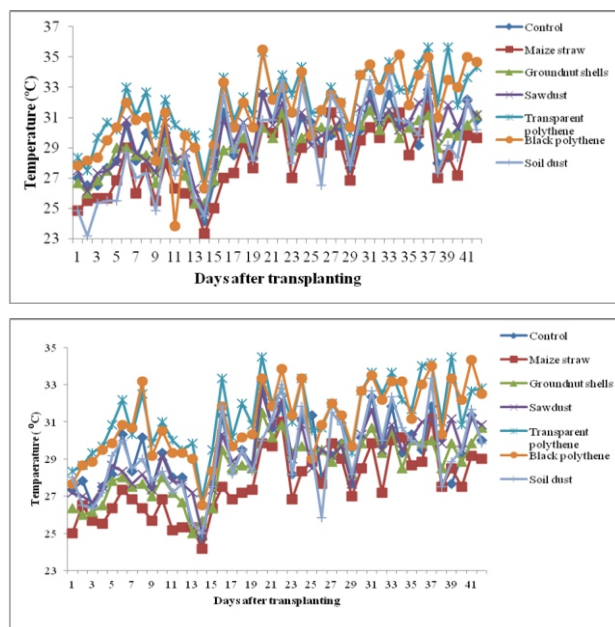 37
35
33
31
29
27
25
23
Temperature (°C)
1 3 5 7 9 11 13 15 17 19 21 23 25 27 29 31 33 35 37 39 41
Days after transplanting
Control
Maize straw
Groundnut shells
Sawdust
Transparent
polythene
Black polythene
Soil dust
35
33
31
29
27
25
23
Tempaerature (°C)
1 3 5 7 9 11 13 15 17 19 21 23 25 27 29 31 33 35 37 39 41
Days after transplanting
Control
Maize straw
Groundnut shells
Sawdust
Transparent
polythene
Black polythene
Soil dust